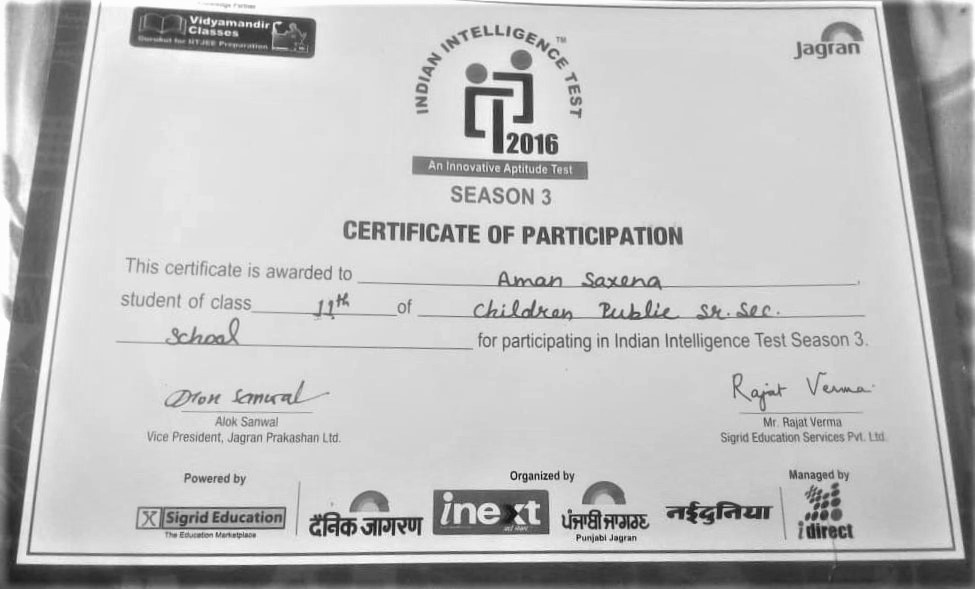 Knowledge Partner
Vidyamandir
Classes
Gurukul for IIT-JEE Preparation
Jagran
INDIAN INTELLIGENCE TEST™
2016
An Innovative Aptitude Test
SEASON 3
CERTIFICATE OF PARTICIPATION
This certificate is awarded to Aman Saxena.
student of class 11th of Children Public Sr. Sec.
School for participating in Indian Intelligence Test Season 3.
Rajat Verma
Alok Sanwal Mr. Rajat Verma
Vice President, Jagran Prakashan Ltd. Sigrid Education Services Pvt. Ltd.
Powered by Organized by Managed by
X Sigrid Education दैनिक जागरण inext ਪੰਜਾਬੀ ਜਾਗਰਣ नईदुनिया idirect
The Education Marketplace Punjabi Jagran